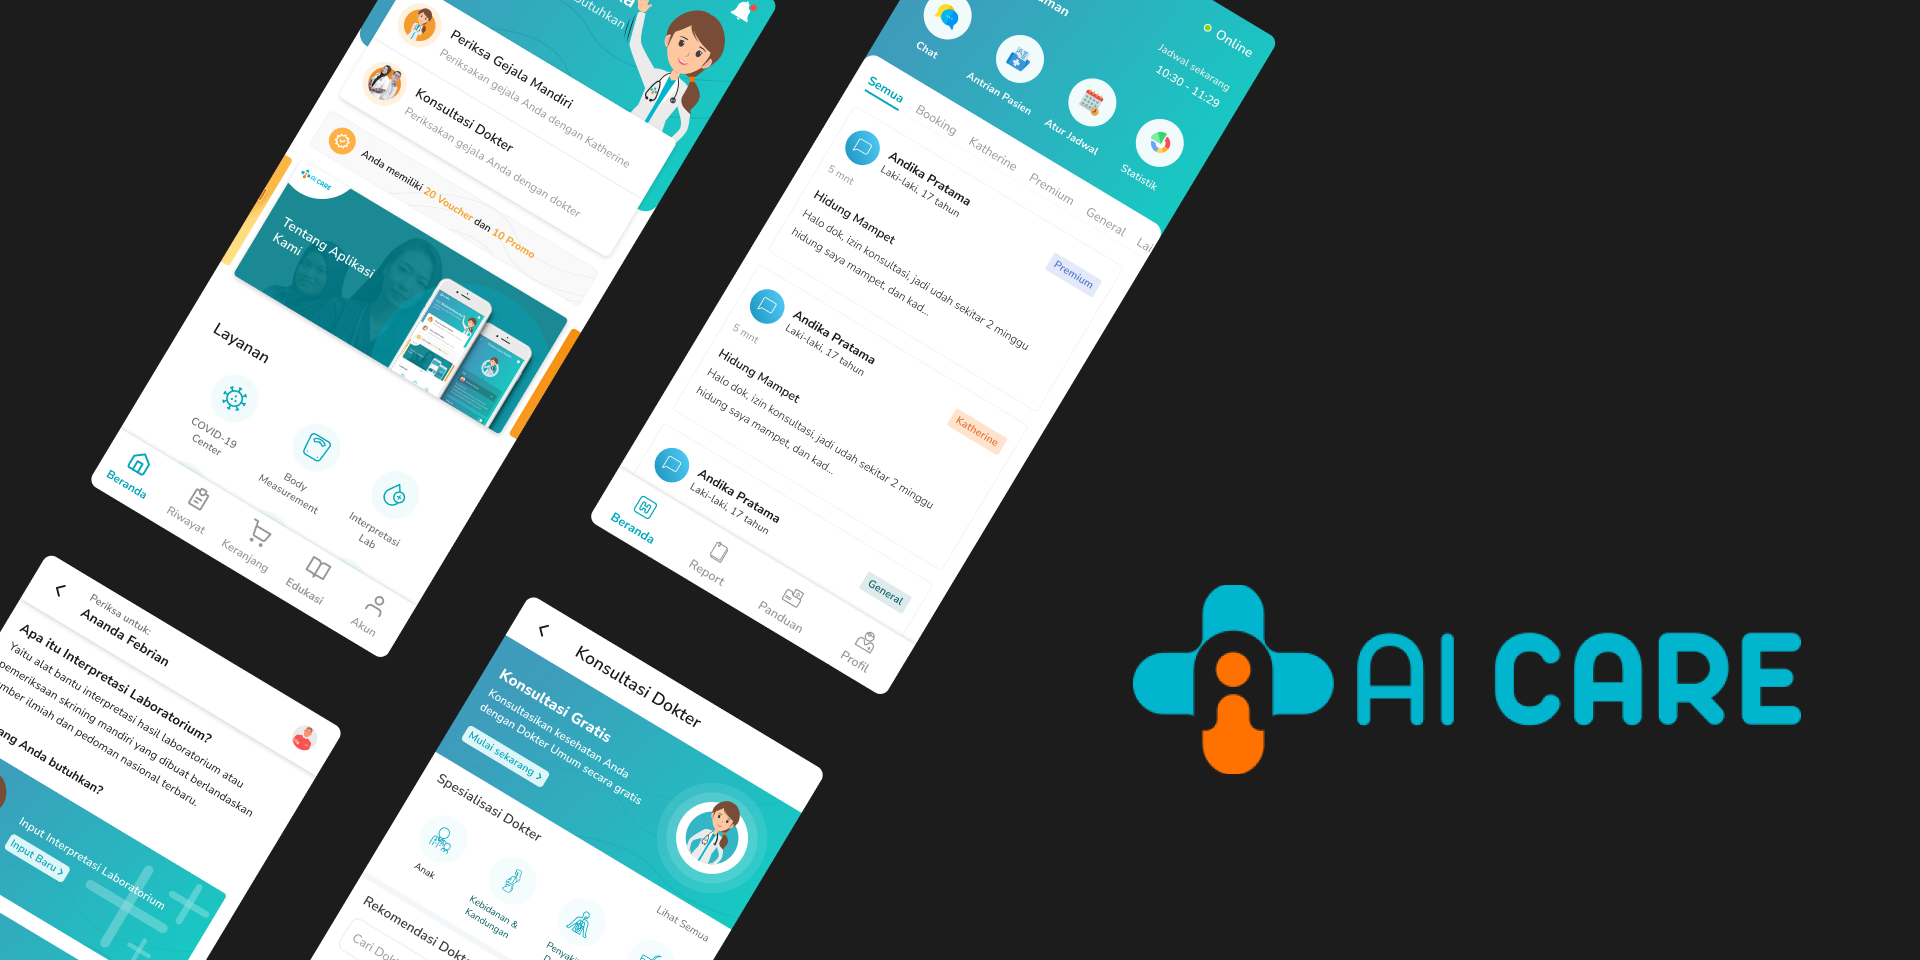 Butuhkan
Periksa Gejala Mandiri
Periksakan gejala Anda dengan Katherine
Konsultasi Dokter
Periksakan gejala Anda dengan dokter
Anda memiliki 20 Voucher dan 10 Promo
AI CARE
Tentang Aplikasi
Kami
Layanan
COVID-19
Center
Body
Measurement
Interpretasi
Lab
Beranda
Riwayat
Keranjang
Edukasi
Akun
Online
Jadwal sekarang
10:30 - 11:29
Chat
Antrian Pasien
Atur Jadwal
Statistik
Semua
Booking
Katherine
Premium
General
Lai
Andika Pratama
Laki-laki, 17 tahun
5 mnt
Hidung Mampet
Halo dok, izin konsultasi, jadi udah sekitar 2 minggu
hidung saya mampet, dan kad...
Premium
Andika Pratama
Laki-laki, 17 tahun
5 mnt
Hidung Mampet
Halo dok, izin konsultasi, jadi udah sekitar 2 minggu
hidung saya mampet, dan kad...
Katherine
Andika Pratama
Laki-laki, 17 tahun
General
Beranda
Report
Panduan
Profil
Periksa untuk:
Ananda Febrian
Apa itu Interpretasi Laboratorium?
Yaitu alat bantu interpretasi hasil laboratorium atau
pemeriksaan skrining mandiri yang dibuat berlandaskan
mber ilmiah dan pedoman nasional terbaru.
ang Anda butuhkan?
Input Interpretasi Laboratorium
Input Baru >
Konsultasi Dokter
Konsultasi Gratis
Konsultasikan kesehatan Anda
dengan Dokter Umum secara gratis
Mulai sekarang >
Spesialisasi Dokter
Lihat Semua
Anak
Kebidanan &
Kandungan
Penyaki
Rekomendasi Dokt
Cari Dok
AI CARE